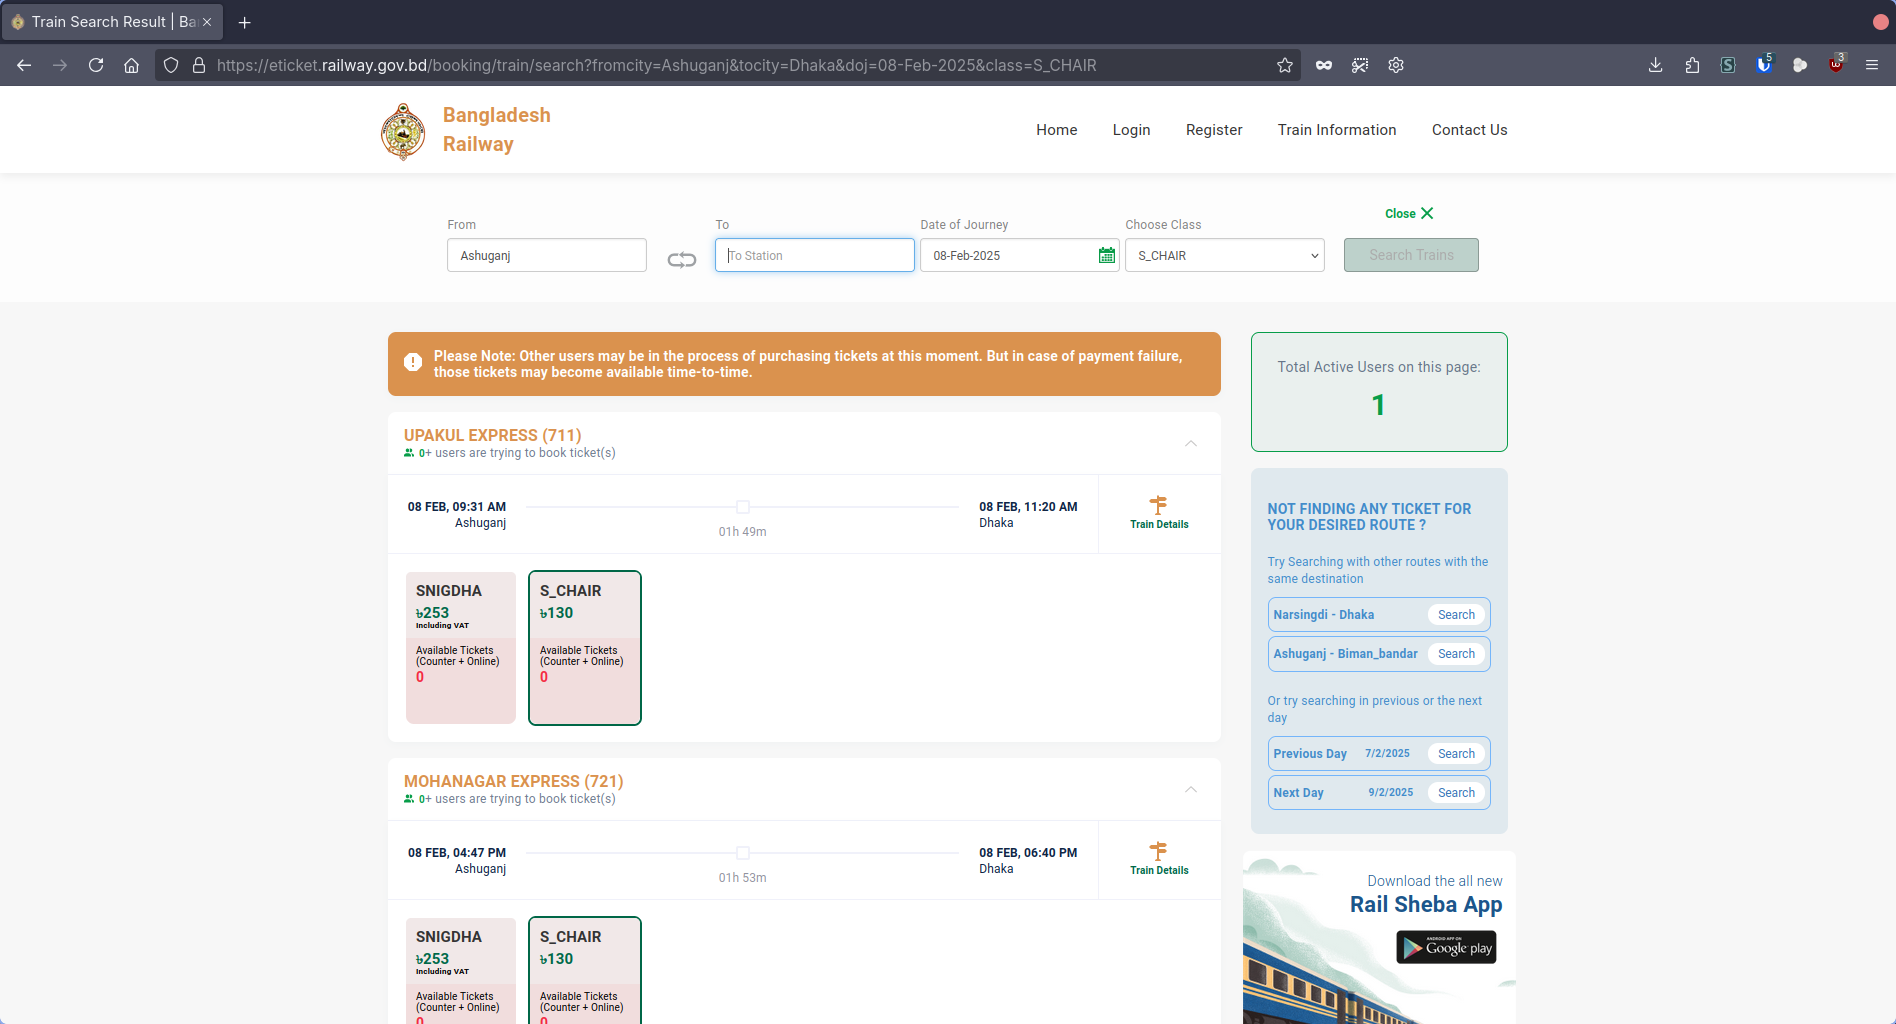 Train Search Result | Ba
https://eticket.railway.gov.bd/booking/train/search?fromcity=Ashuganj&tocity=Dhaka&doj=08-Feb-2025&class=S_CHAIR
5
3
Bangladesh
Railway
Home
Login
Register
Train Information
Contact Us
Close
From
To
Date of Journey
Choose Class
Ashuganj
To Station
08-Feb-2025
S_CHAIR
Search Trains
Please Note: Other users may be in the process of purchasing tickets at this moment. But in case of payment failure,
those tickets may become available time-to-time.
UPAKUL EXPRESS (711)
0+ users are trying to book ticket(s)
08 FEB, 09:31 AM
Ashuganj
01h 49m
08 FEB, 11:20 AM
Dhaka
Train Details
SNIGDHA
৳253
Including VAT
Available Tickets
(Counter + Online)
0
S_CHAIR
৳130
Available Tickets
(Counter + Online)
0
MOHANAGAR EXPRESS (721)
0+ users are trying to book ticket(s)
08 FEB, 04:47 PM
Ashuganj
01h 53m
08 FEB, 06:40 PM
Dhaka
Train Details
SNIGDHA
৳253
Including VAT
Available Tickets
(Counter + Online)
0
S_CHAIR
৳130
Available Tickets
(Counter + Online)
0
Total Active Users on this page:
1
NOT FINDING ANY TICKET FOR
YOUR DESIRED ROUTE ?
Try Searching with other routes with the
same destination
Narsingdi - Dhaka
Search
Ashuganj - Biman_bandar
Search
Or try searching in previous or the next
day
Previous Day
7/2/2025
Search
Next Day
9/2/2025
Search
Download the all new
Rail Sheba App
ANDROID APP ON
Google play